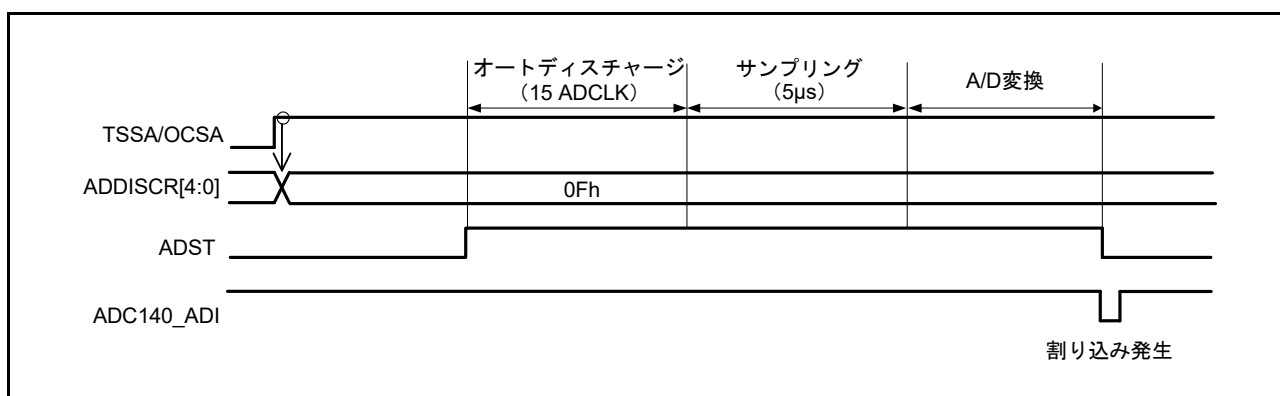 オートディスチャージ
（15 ADCLK）
サンプリング
（5μs）
A/D変換
TSSA/OCSA
ADDISCR[4:0]
0Fh
ADST
ADC140_ADI
割り込み発生